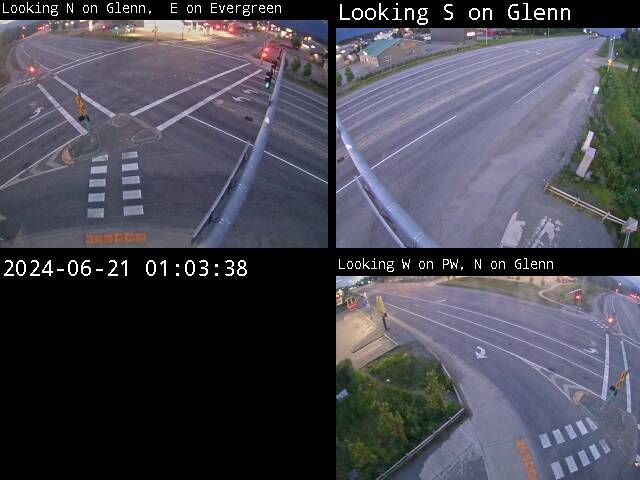 Looking N on Glenn, E on Evergreen
Looking S on Glenn
2024-06-21 01:03:38
Looking W on PW, N on Glenn